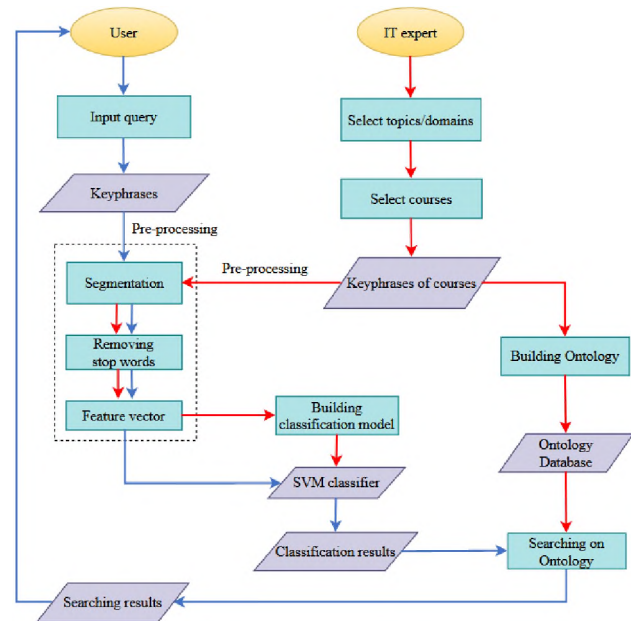 User
IT expert
Input query
Select topics/domains
Keyphrases
Select courses
Pre-processing
Pre-processing
Segmentation
Keyphrases of courses
Removing
stop words
Building Ontology
Feature vector
Building
classification model
Ontology
Database
SVM classifier
Classification results
Searching on
Ontology
Searching results